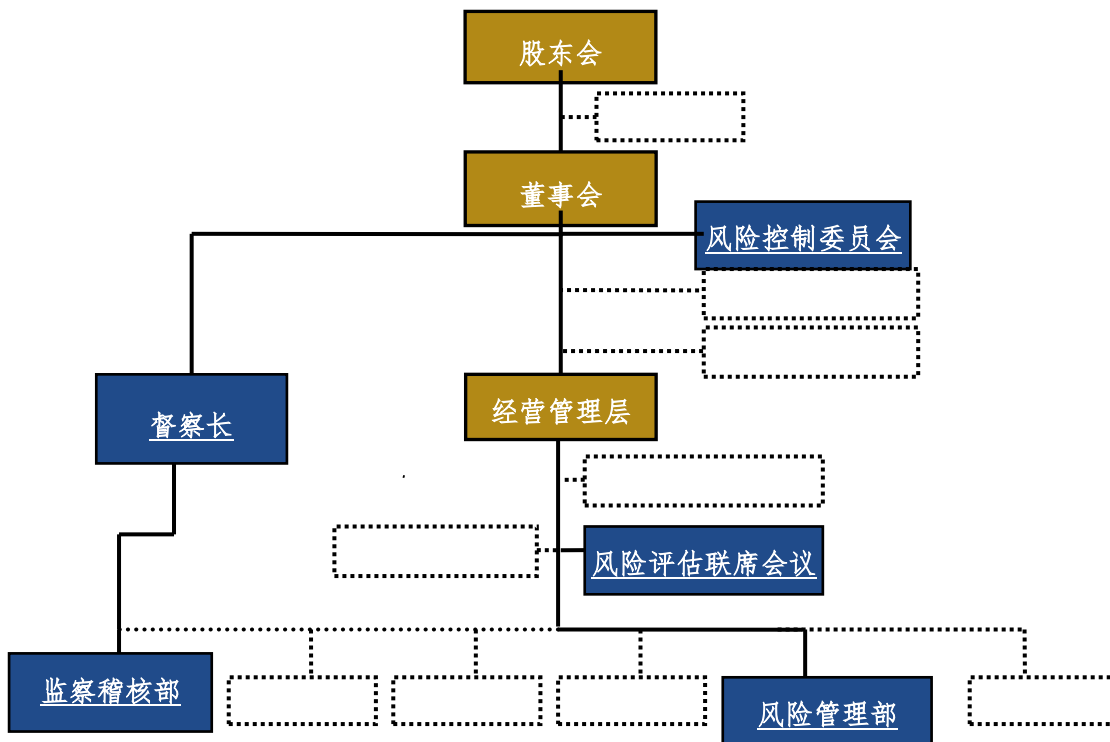 股东会
董事会
风险控制委员会
督察长
经营管理层
风险评估联席会议
监察稽核部
风险管理部